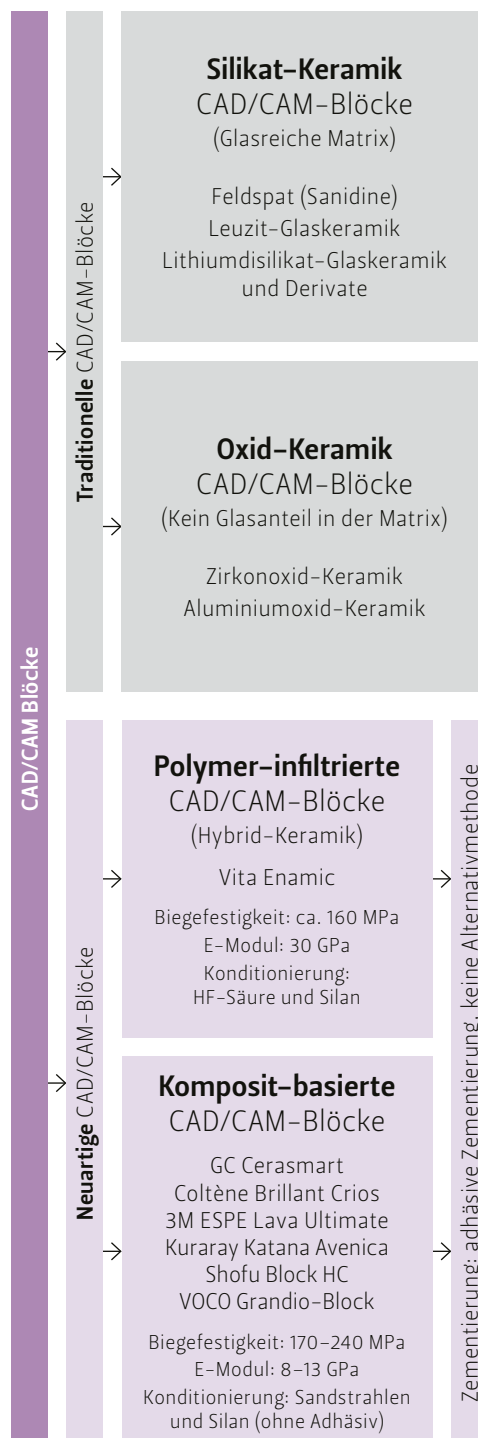 CAD/CAM Blöcke
Traditionelle CAD/CAM-Blöcke
Silikat-Keramik
CAD/CAM-Blöcke
(Glasreiche Matrix)
Feldspat (Sanidine)
Leuzit-Glaskeramik
Lithiumdisilikat-Glaskeramik
und Derivate
Oxid-Keramik
CAD/CAM-Blöcke
(Kein Glasanteil in der Matrix)
Zirkonoxid-Keramik
Aluminiumoxid-Keramik
Neuartige CAD/CAM-Blöcke
Polymer-infiltrierte
CAD/CAM-Blöcke
(Hybrid-Keramik)
Vita Enamic
Biegefestigkeit: ca. 160 MPa
E-Modul: 30 GPa
Konditionierung:
HF-Säure und Silan
Komposit-basierte
CAD/CAM-Blöcke
GC Cerasmart
Coltène Brillant Crios
3M ESPE Lava Ultimate
Kuraray Katana Avenica
Shofu Block HC
VOCO Grandio-Block
Biegefestigkeit: 170-240 MPa
E-Modul: 8-13 GPa
Konditionierung: Sandstrahlen
und Silan (ohne Adhäsiv)
Zementierung: adhäsive Zementierung, keine Alternativmethode